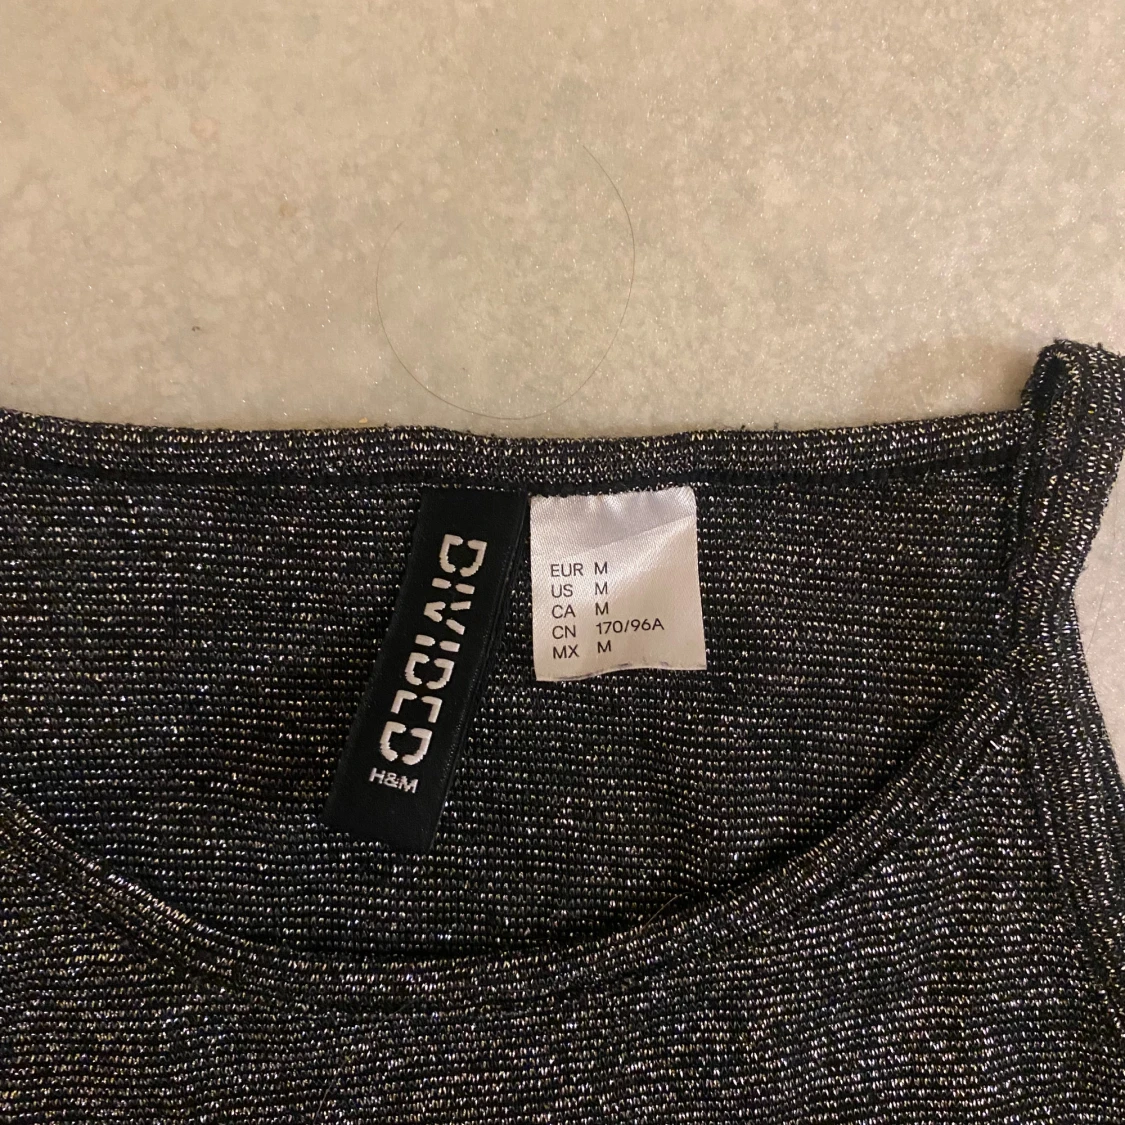 DIVIDED
H&M
EUR M
US M
CA M
CN 170/96A
MX M